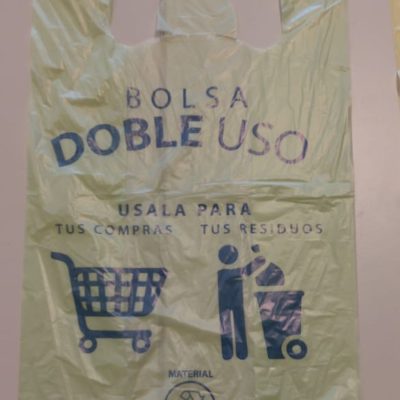 BOLSA
DOBLE USO
USALA PARA
TUS COMPRAS TUS RESIDUOS
MATERIAL